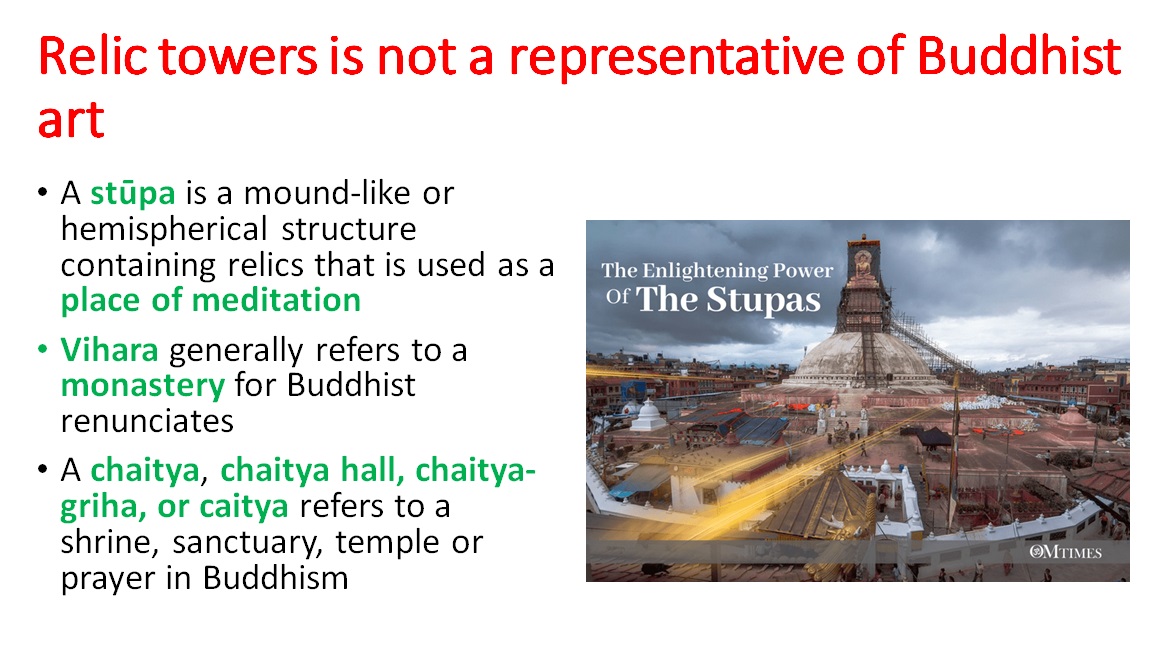 Relic towers is not a representative of Buddhist
art
• A stūpa is a mound-like or
hemispherical structure
containing relics that is used as a
place of meditation
• Vihara generally refers to a
monastery for Buddhist
renunciates
• A chaitya, chaitya hall, chaitya-
griha, or caitya refers to a
shrine, sanctuary, temple or
prayer in Buddhism
The Enlightening Power
Of The Stupas
OMTIMES